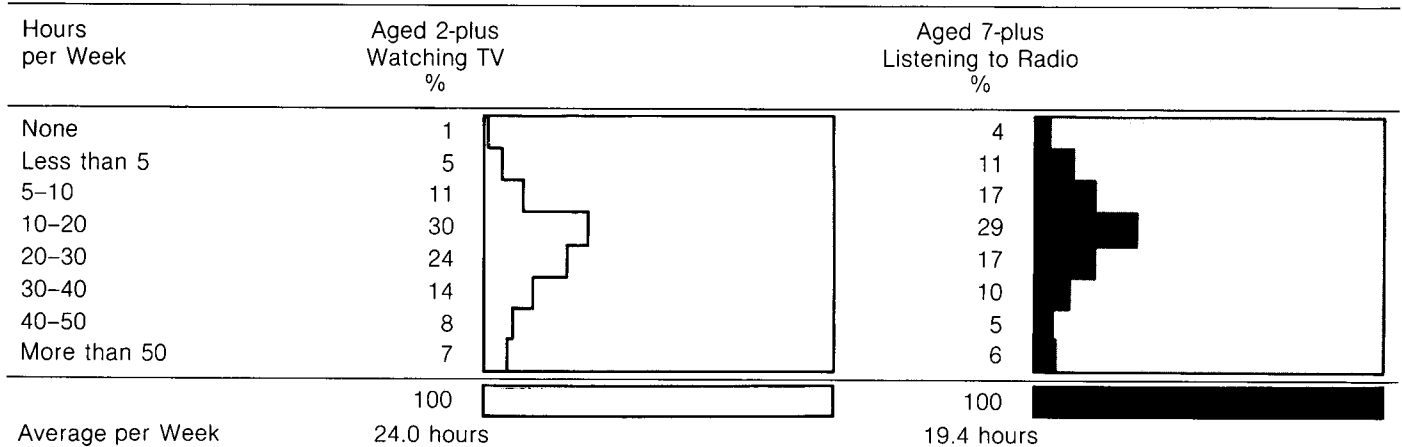 Hours per Week Aged 2-plus Watching TV % Aged 7-plus Listening to Radio %
None 1 4
Less than 5 5 11
5–10 11 17
10–20 30 29
20–30 24 17
30–40 14 10
40–50 8 5
More than 50 7 6
100 100
Average per Week 24.0 hours 19.4 hours